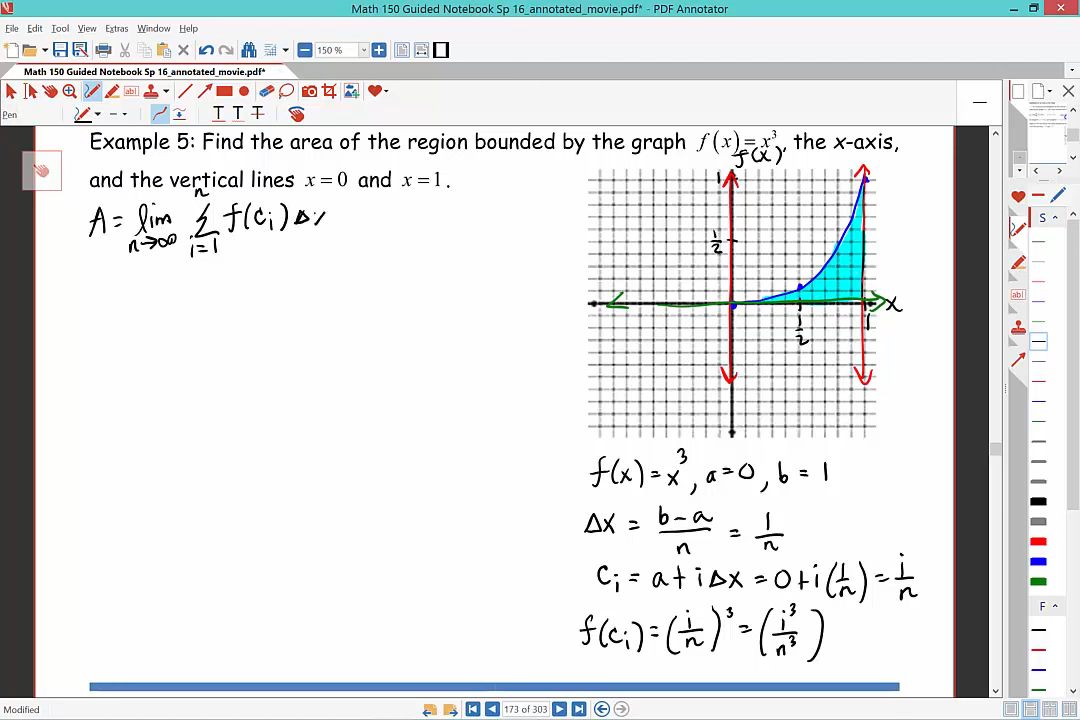 Math 150 Guided Notebook Sp 16_annotated_movie.pdf* - PDF Annotator
File Edit Tool View Extras Window Help
150 %
Math 150 Guided Notebook Sp 16_annotated_movie.pdf*
Pen
Example 5: Find the area of the region bounded by the graph f(x) = x³, the x-axis,
and the vertical lines x = 0 and x = 1.
A = lim n→∞ Σ i=1 n f(ci) Δx
f(x)
1
1/2
x
1/2
1
f(x) = x³, a = 0, b = 1
Δx = (b - a)/n = 1/n
ci = a + i Δx = 0 + i(1/n) = i/n
f(ci) = (i/n)³ = (i³/n³)
S
F
Modified
173 of 303